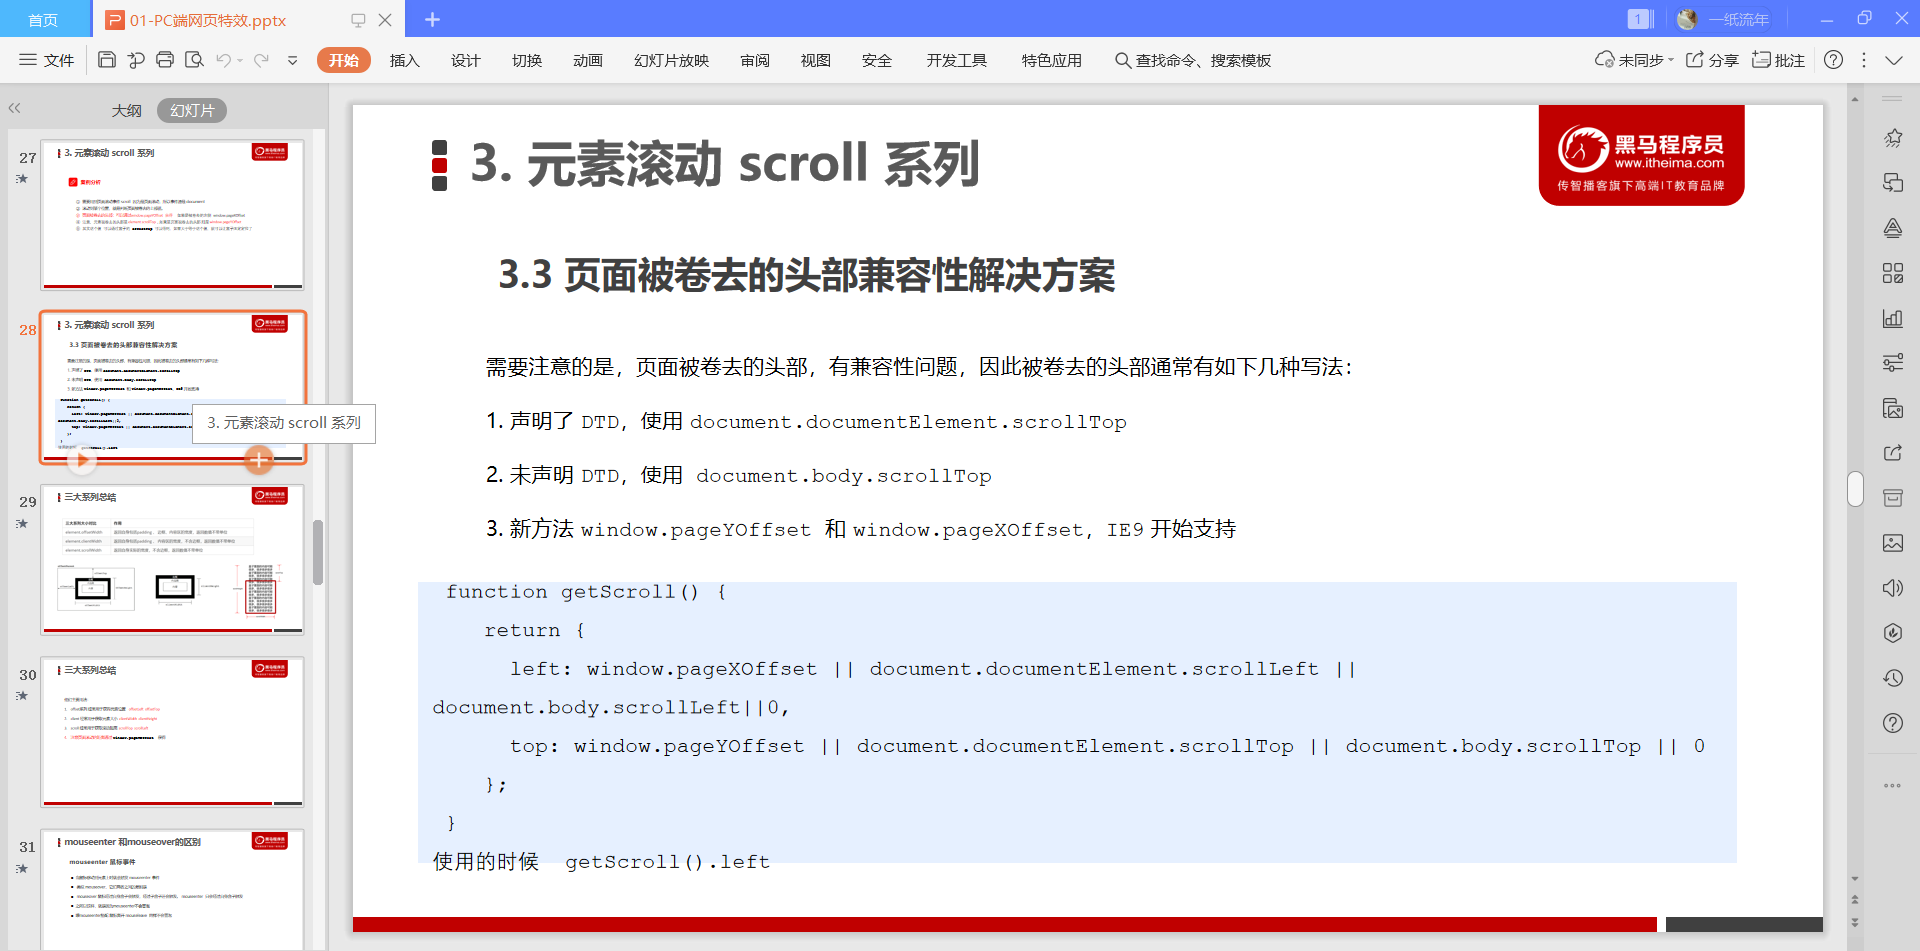 首页
01-PC端网页特效.pptx
1
一纸流年
文件
开始
插入
设计
切换
动画
幻灯片放映
审阅
视图
安全
开发工具
特色应用
查找命令、搜索模板
未同步
分享
批注
大纲
幻灯片
27
3. 元素滚动 scroll 系列
案例分析
28
3. 元素滚动 scroll 系列
3.3 页面被卷去的头部兼容性解决方案
3. 元素滚动 scroll 系列
29
三大系列总结
30
三大系列总结
31
mouseenter 和mouseover的区别
mouseenter 鼠标事件
3. 元素滚动 scroll 系列
黑马程序员
www.itheima.com
传智播客旗下高端IT教育品牌
3.3 页面被卷去的头部兼容性解决方案
需要注意的是，页面被卷去的头部，有兼容性问题，因此被卷去的头部通常有如下几种写法：
1. 声明了 DTD，使用 document.documentElement.scrollTop
2. 未声明 DTD，使用 document.body.scrollTop
3. 新方法 window.pageYOffset 和 window.pageXOffset，IE9 开始支持
function getScroll() {
return {
left: window.pageXOffset || document.documentElement.scrollLeft ||
document.body.scrollLeft||0,
top: window.pageYOffset || document.documentElement.scrollTop || document.body.scrollTop || 0
};
}
使用的时候 getScroll().left